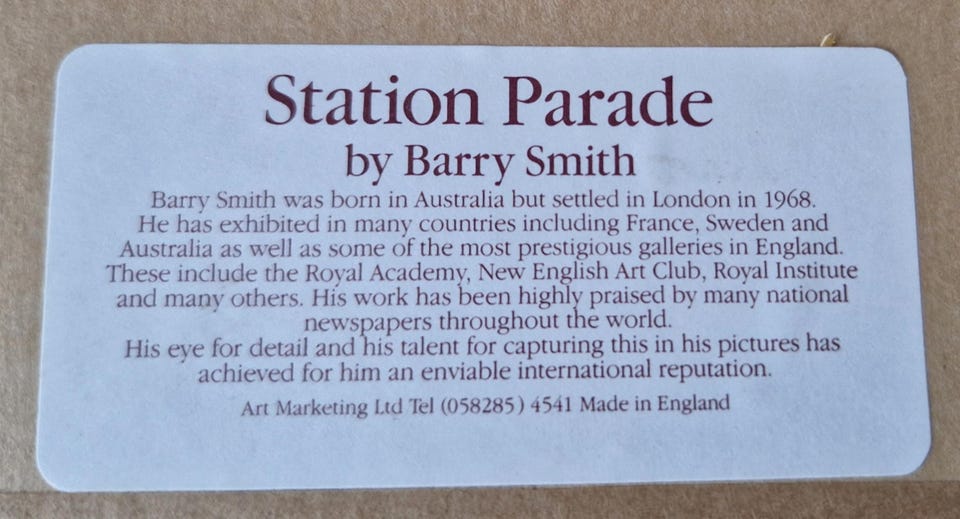 Station Parade
by Barry Smith
Barry Smith was born in Australia but settled in London in 1968.
He has exhibited in many countries including France, Sweden and
Australia as well as some of the most prestigious galleries in England.
These include the Royal Academy, New English Art Club, Royal Institute
and many others. His work has been highly praised by many national
newspapers throughout the world.
His eye for detail and his talent for capturing this in his pictures has
achieved for him an enviable international reputation.
Art Marketing Ltd Tel (058285) 4541 Made in England